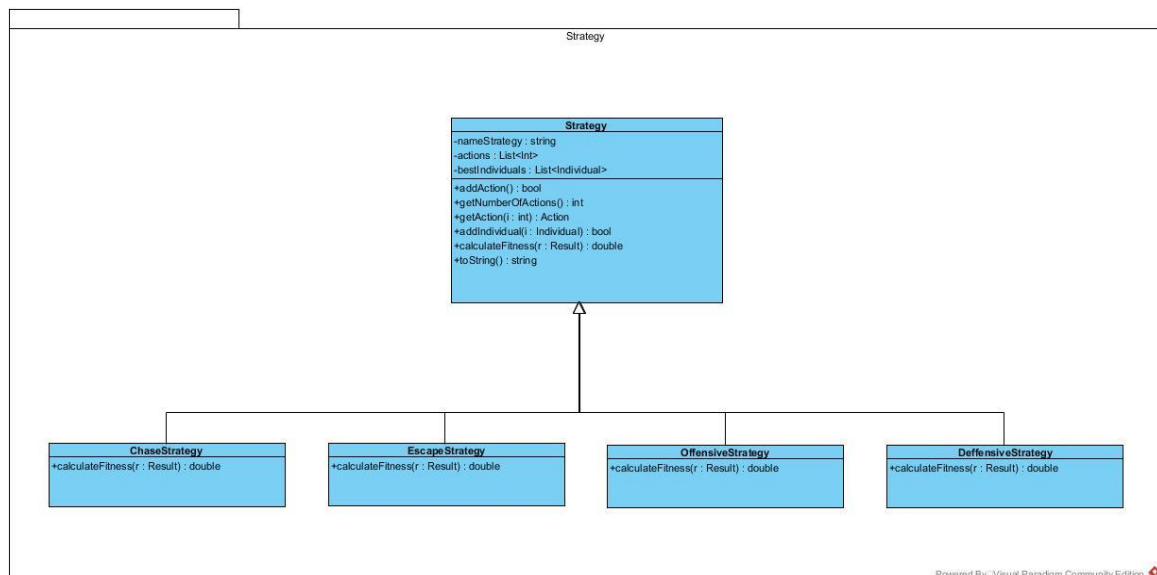 Strategy
Strategy
-nameStrategy : string
-actions : List<Int>
-bestIndividuals : List<Individual>
+addAction() : bool
+getNumberOfActions() : int
+getAction(i : int) : Action
+addIndividual(i : Individual) : bool
+calculateFitness(r : Result) : double
+toString() : string
ChaseStrategy
+calculateFitness(r : Result) : double
EscapeStrategy
+calculateFitness(r : Result) : double
OffensiveStrategy
+calculateFitness(r : Result) : double
DeffensiveStrategy
+calculateFitness(r : Result) : double
Powered By Visual Paradigm Community Edition